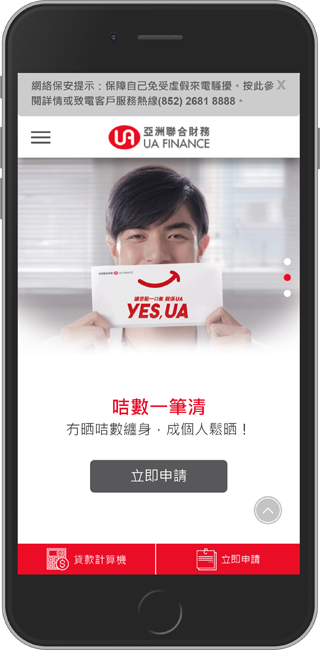 網絡保安提示：保障自己免受虛假來電騷擾。按此參
閱詳情或致電客戶服務熱線(852) 2681 8888。
X
UA
亞洲聯合財務
UA FINANCE
UA FINANCE
YES, UA
咭數一筆清
冇晒咭數纏身，成個人鬆晒！
立即申請
貸款計算機
立即申請